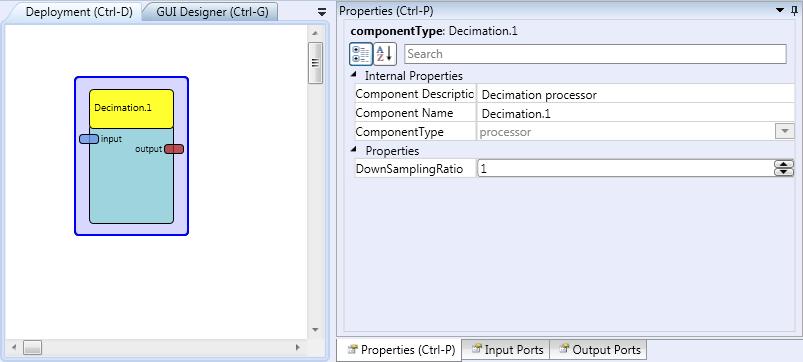 Deployment (Ctrl-D)
GUI Designer (Ctrl-G)
Decimation.1
input
output
Properties (Ctrl-P)
componentType: Decimation.1
A
Z
Search
Internal Properties
Component Descriptic Decimation processor
Component Name Decimation.1
ComponentType processor
Properties
DownSamplingRatio 1
Properties (Ctrl-P)
Input Ports
Output Ports